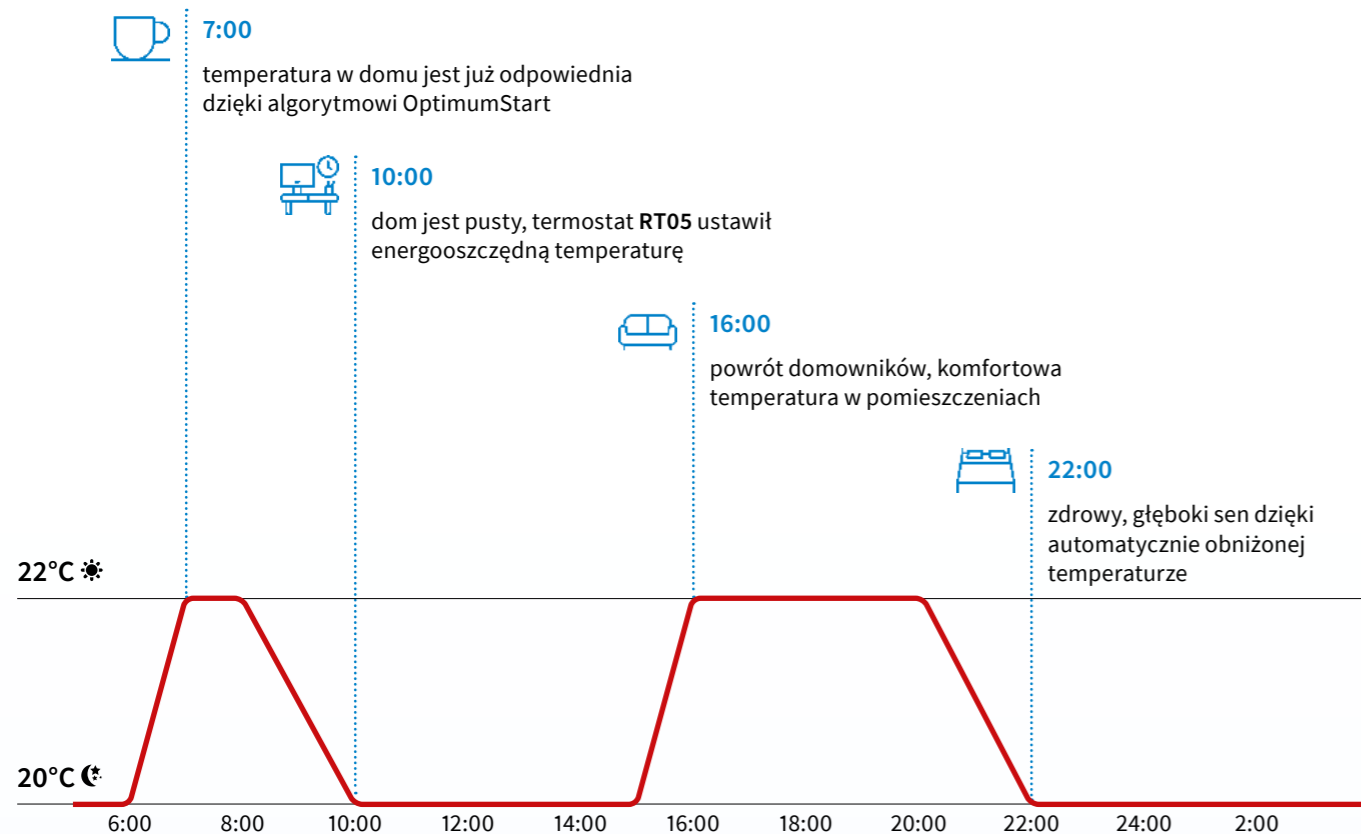 7:00
temperatura w domu jest już odpowiednia
dzięki algorytmowi OptimumStart
10:00
dom jest pusty, termostat RT05 ustawił
energooszczędną temperaturę
16:00
powrót domowników, komfortowa
temperatura w pomieszczeniach
22:00
zdrowy, głęboki sen dzięki
automatycznie obniżonej
temperaturze
22°C
20°C
6:00 8:00 10:00 12:00 14:00 16:00 18:00 20:00 22:00 24:00 2:00